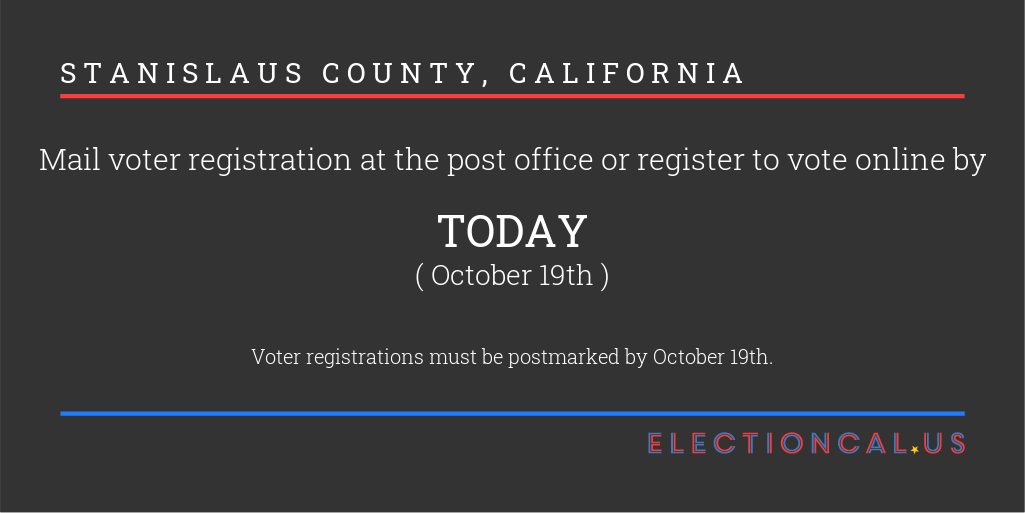 STANISLAUS COUNTY, CALIFORNIA
Mail voter registration at the post office or register to vote online by
TODAY
( October 19th )
Voter registrations must be postmarked by October 19th.
ELECTIONCAL.US